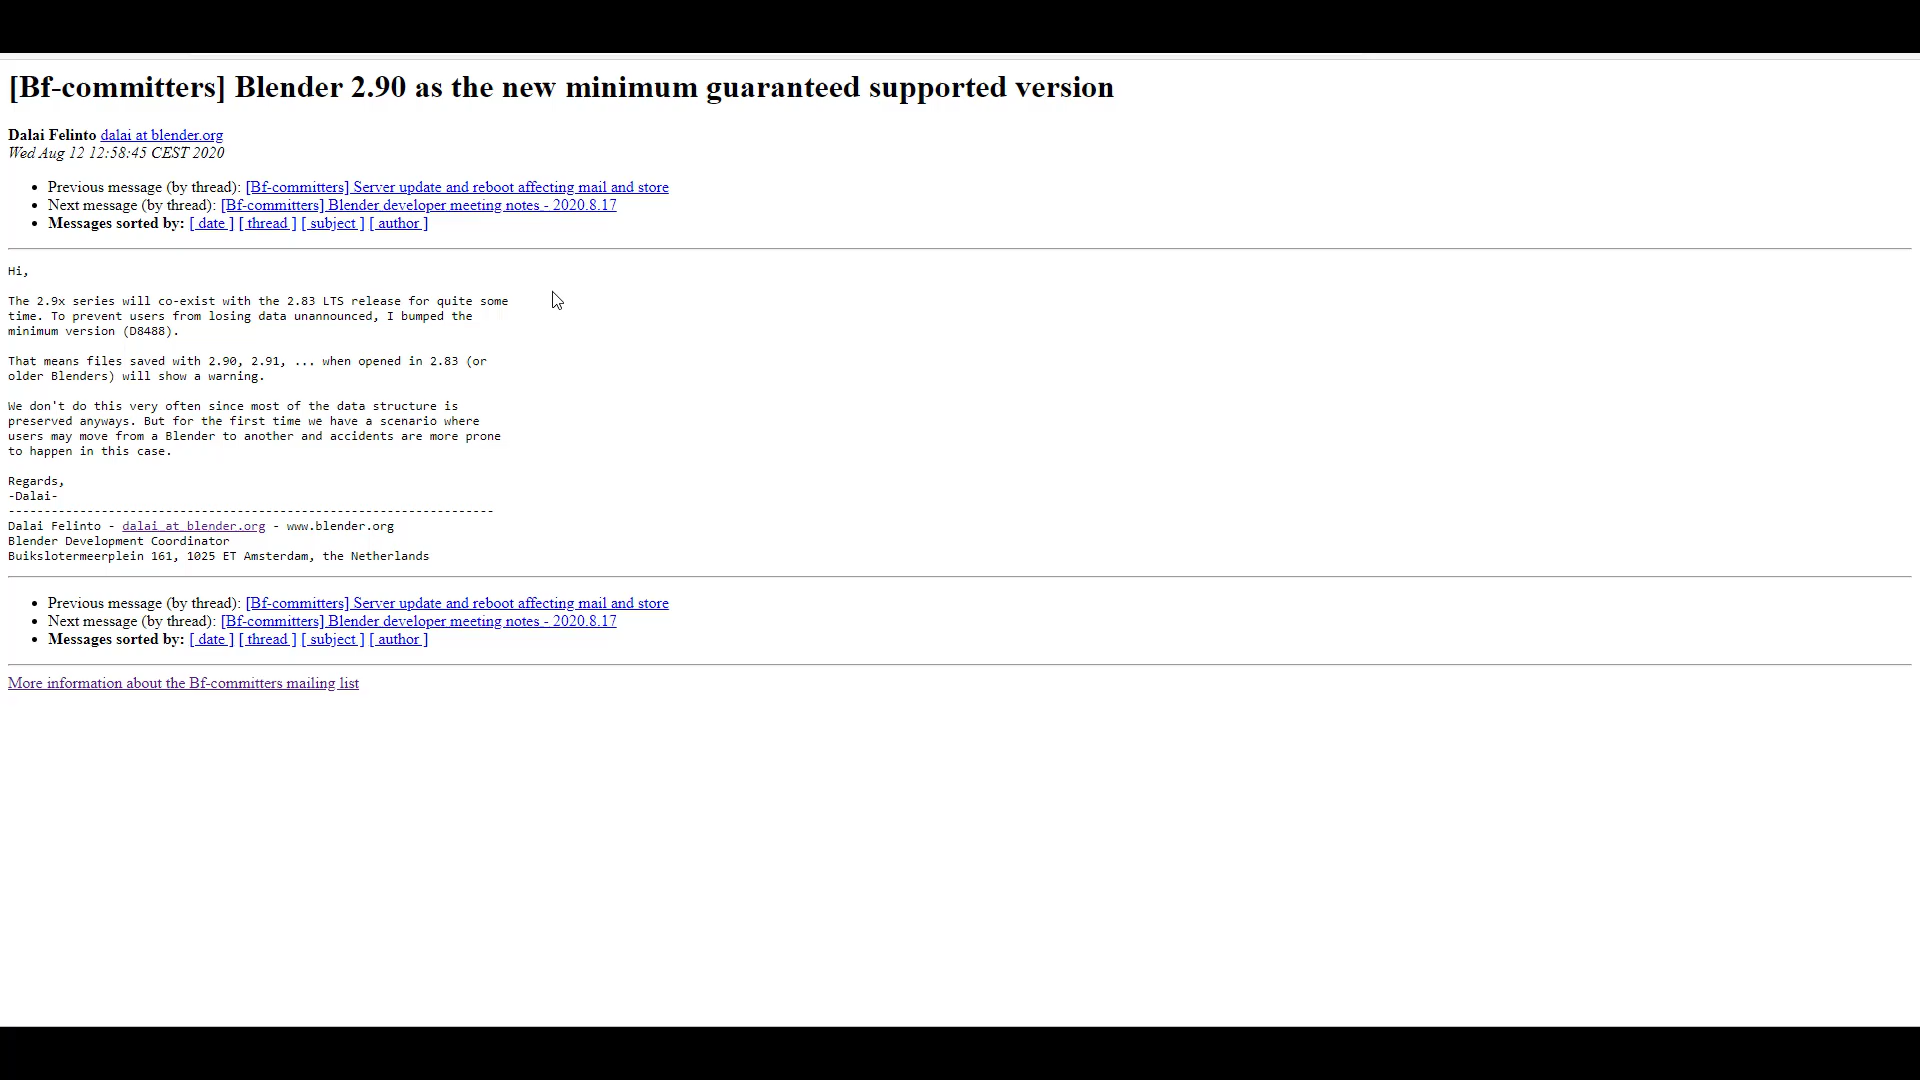 [Bf-committers] Blender 2.90 as the new minimum guaranteed supported version
Dalai Felinto dalai at blender.org
Wed Aug 12 12:58:45 CEST 2020
Previous message (by thread): [Bf-committers] Server update and reboot affecting mail and store
Next message (by thread): [Bf-committers] Blender developer meeting notes - 2020.8.17
Messages sorted by: [ date ] [ thread ] [ subject ] [ author ]
Hi,
The 2.9x series will co-exist with the 2.83 LTS release for quite some
time. To prevent users from losing data unannounced, I bumped the
minimum version (D8488).
That means files saved with 2.90, 2.91, ... when opened in 2.83 (or
older Blenders) will show a warning.
We don't do this very often since most of the data structure is
preserved anyways. But for the first time we have a scenario where
users may move from a Blender to another and accidents are more prone
to happen in this case.
Regards,
-Dalai-
--------------------------------------------------------------------
Dalai Felinto - dalai at blender.org - www.blender.org
Blender Development Coordinator
Buikslotermeerplein 161, 1025 ET Amsterdam, the Netherlands
Previous message (by thread): [Bf-committers] Server update and reboot affecting mail and store
Next message (by thread): [Bf-committers] Blender developer meeting notes - 2020.8.17
Messages sorted by: [ date ] [ thread ] [ subject ] [ author ]
More information about the Bf-committers mailing list